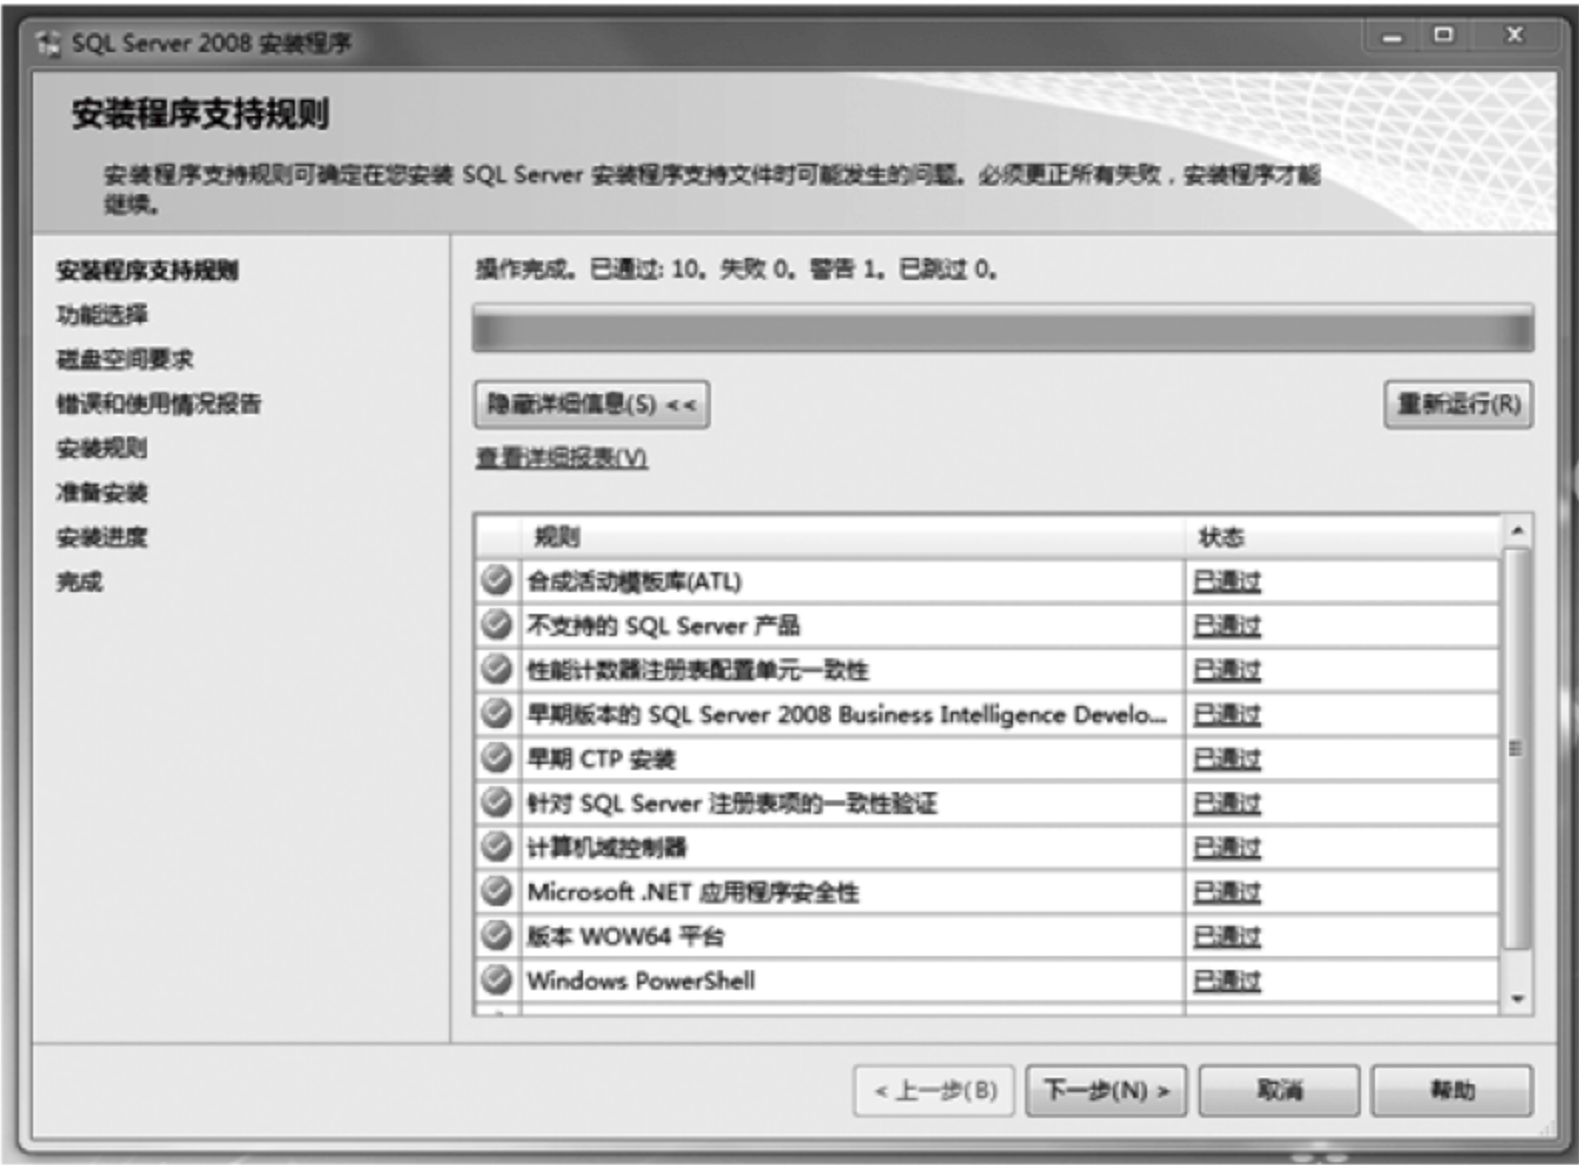 SQL Server 2008 安装程序
安装程序支持规则
安装程序支持规则可确定在您安装 SQL Server 安装程序支持文件时可能发生的问题。必须更正所有失败，安装程序才能
继续。
安装程序支持规则
功能选择
磁盘空间要求
错误和使用情况报告
安装规则
准备安装
安装进度
完成
操作完成。已通过: 10。失败 0。警告 1。已跳过 0。
隐藏详细信息(S) <<
重新运行(R)
查看详细报表(V)
规则 状态
合成活动模板库(ATL) 已通过
不支持的 SQL Server 产品 已通过
性能计数器注册表配置单元一致性 已通过
早期版本的 SQL Server 2008 Business Intelligence Develo... 已通过
早期 CTP 安装 已通过
针对 SQL Server 注册表项的一致性验证 已通过
计算机域控制器 已通过
Microsoft .NET 应用程序安全性 已通过
版本 WOW64 平台 已通过
Windows PowerShell 已通过
< 上一步(B) 下一步(N) > 取消 帮助